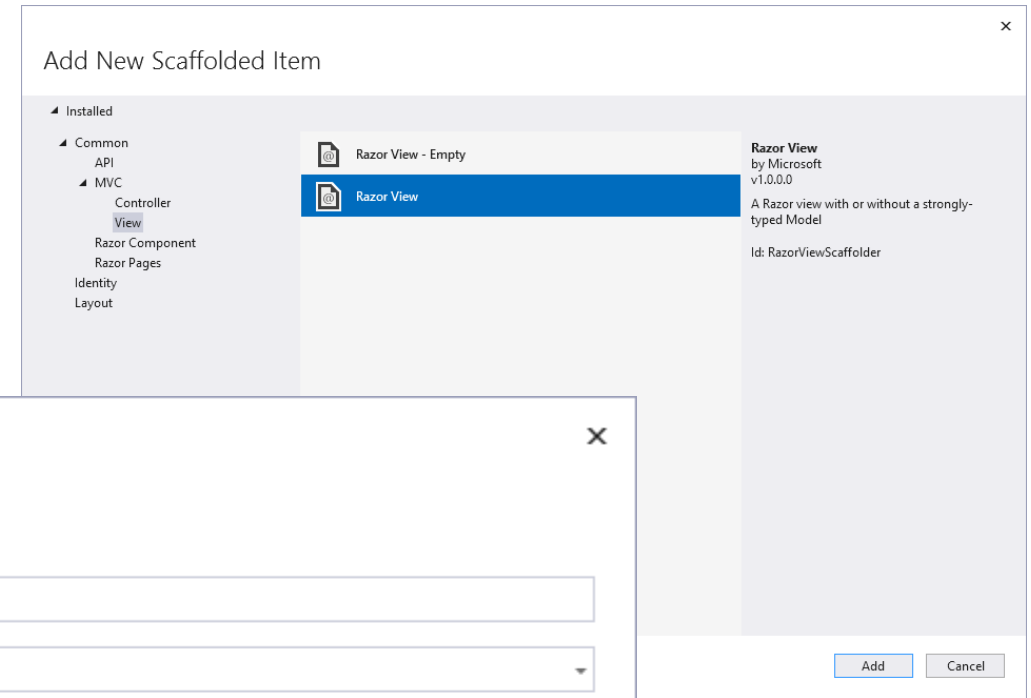 Add New Scaffolded Item
Installed
Common
API
MVC
Controller
View
Razor Component
Razor Pages
Identity
Layout
Razor View - Empty
Razor View
Razor View
by Microsoft
v1.0.0.0
A Razor view with or without a strongly-
typed Model
Id: RazorViewScaffolder
Add
Cancel